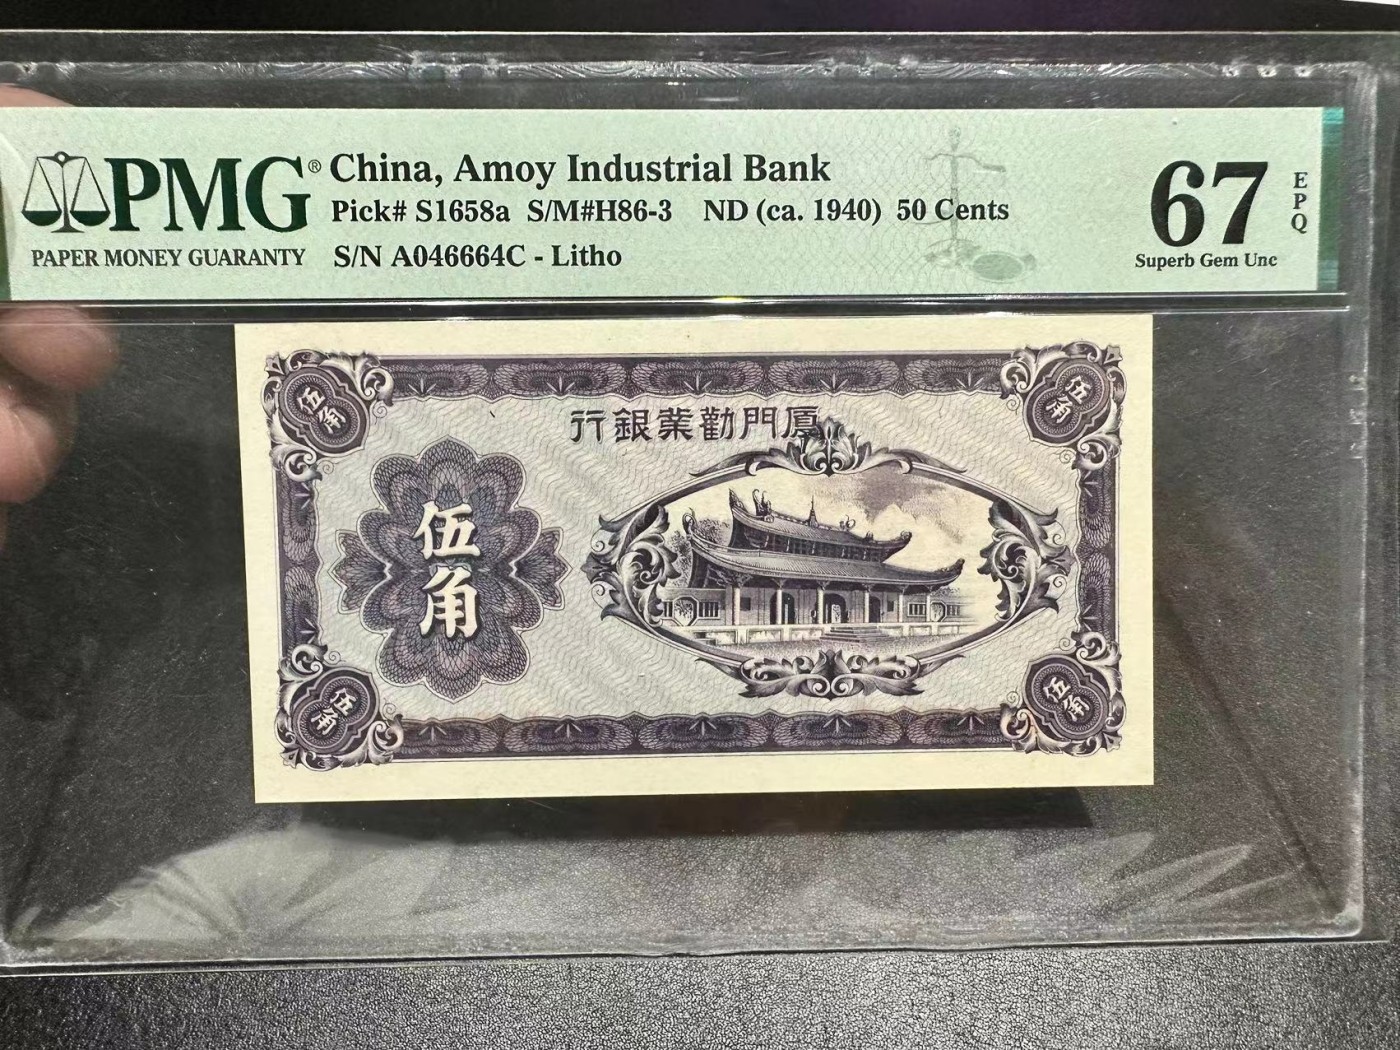 PMG® China, Amoy Industrial Bank
Pick# S1658a S/M#H86-3 ND (ca. 1940) 50 Cents
PAPER MONEY GUARANTY S/N A046664C - Litho
67 EPQ
Superb Gem Unc
伍角
伍角
行銀業勸門厦
伍角
伍角
伍角